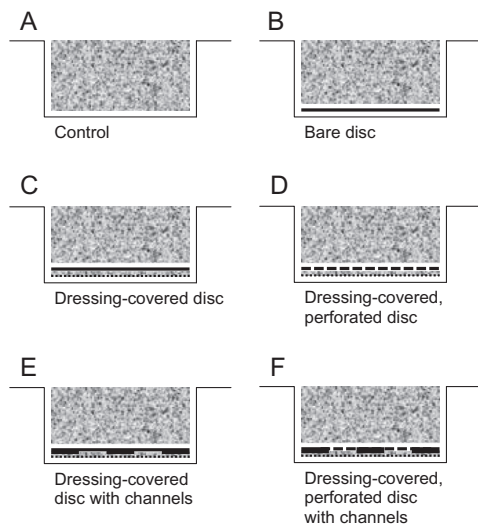 A
Control
B
Bare disc
C
Dressing-covered disc
D
Dressing-covered,
perforated disc
E
Dressing-covered
disc with channels
F
Dressing-covered,
perforated disc
with channels